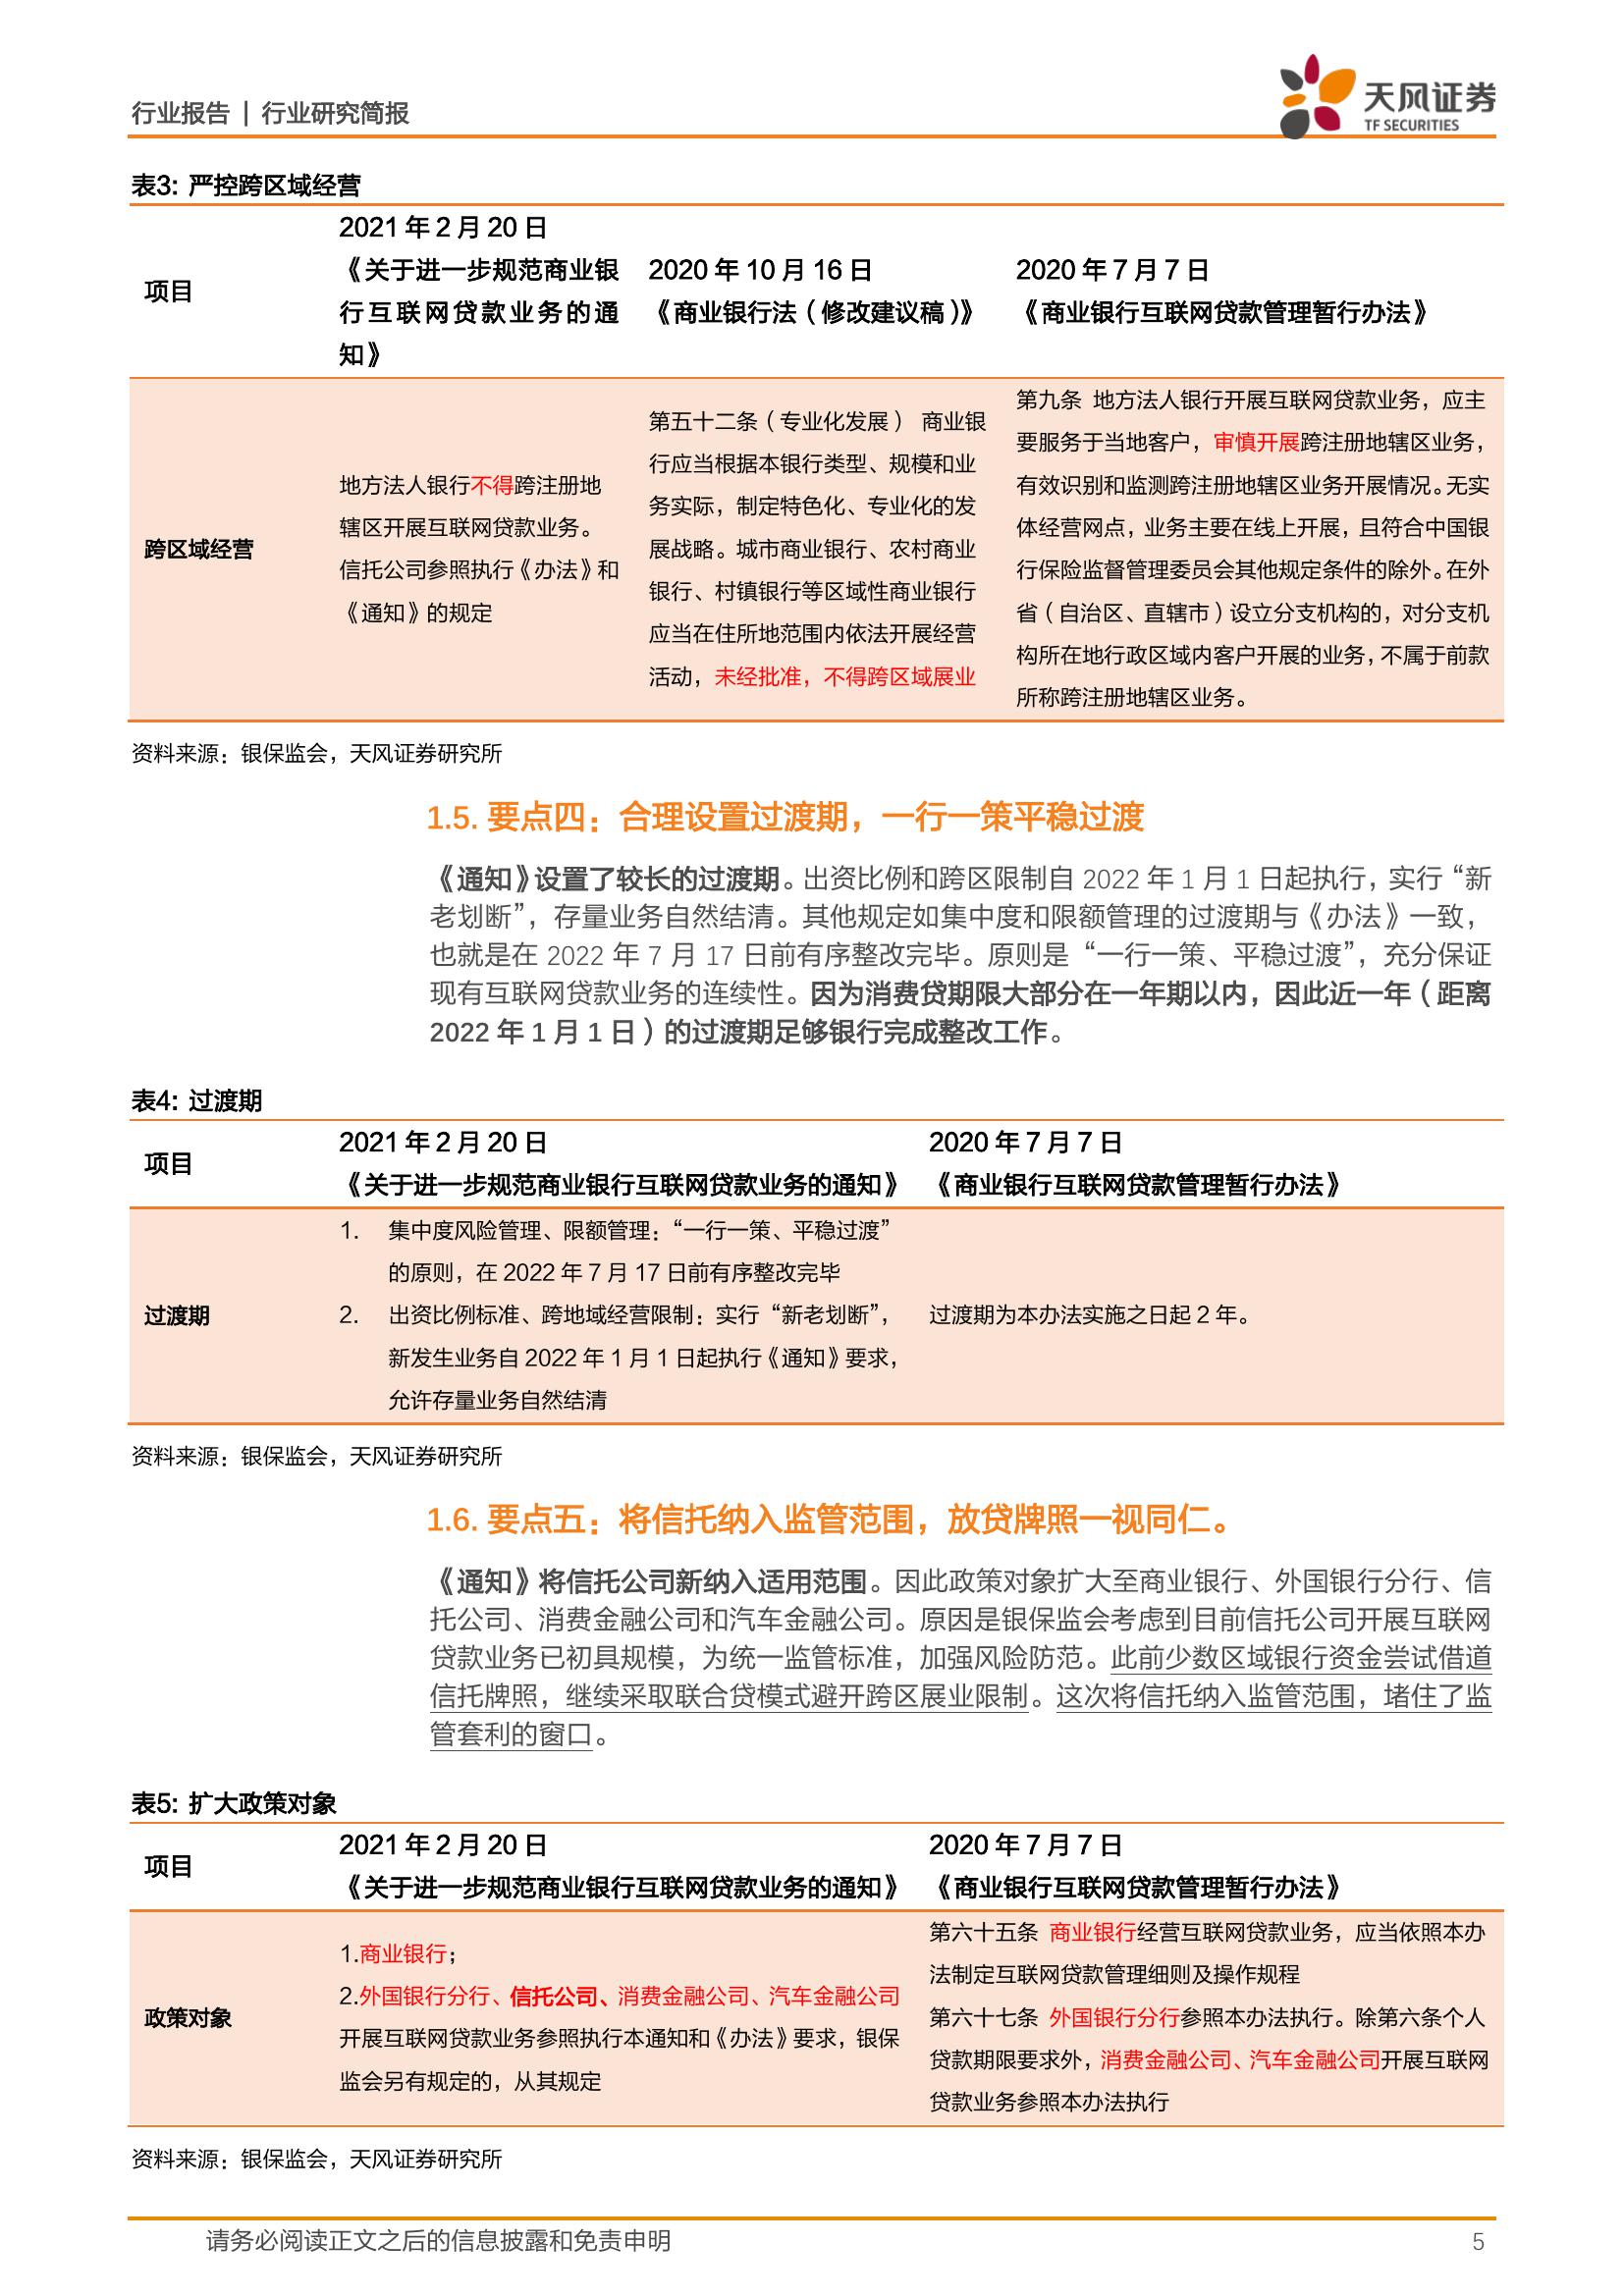 行业报告 | 行业研究简报
天风证券
TF SECURITIES
表3: 严控跨区域经营
项目
2021 年 2 月 20 日
《关于进一步规范商业银
行互联网贷款业务的通
知》
2020 年 10 月 16 日
《商业银行法（修改建议稿）》
2020 年 7 月 7 日
《商业银行互联网贷款管理暂行办法》
跨区域经营
地方法人银行不得跨注册地
辖区开展互联网贷款业务。
信托公司参照执行《办法》和
《通知》的规定
第五十二条（专业化发展） 商业银
行应当根据本银行类型、规模和业
务实际，制定特色化、专业化的发
展战略。城市商业银行、农村商业
银行、村镇银行等区域性商业银行
应当在住所地范围内依法开展经营
活动，未经批准，不得跨区域展业
第九条 地方法人银行开展互联网贷款业务，应主
要服务于当地客户，审慎开展跨注册地辖区业务，
有效识别和监测跨注册地辖区业务开展情况。无实
体经营网点，业务主要在线上开展，且符合中国银
行保险监督管理委员会其他规定条件的除外。在外
省（自治区、直辖市）设立分支机构的，对分支机
构所在地行政区域内客户开展的业务，不属于前款
所称跨注册地辖区业务。
资料来源：银保监会，天风证券研究所
1.5. 要点四：合理设置过渡期，一行一策平稳过渡
《通知》设置了较长的过渡期。出资比例和跨区限制自 2022 年 1 月 1 日起执行，实行“新
老划断”，存量业务自然结清。其他规定如集中度和限额管理的过渡期与《办法》一致，
也就是在 2022 年 7 月 17 日前有序整改完毕。原则是“一行一策、平稳过渡”，充分保证
现有互联网贷款业务的连续性。因为消费贷期限大部分在一年期以内，因此近一年（距离
2022 年 1 月 1 日）的过渡期足够银行完成整改工作。
表4: 过渡期
项目
2021 年 2 月 20 日
《关于进一步规范商业银行互联网贷款业务的通知》
2020 年 7 月 7 日
《商业银行互联网贷款管理暂行办法》
过渡期
1. 集中度风险管理、限额管理：“一行一策、平稳过渡”
的原则，在 2022 年 7 月 17 日前有序整改完毕
2. 出资比例标准、跨地域经营限制：实行“新老划断”，
新发生业务自 2022 年 1 月 1 日起执行《通知》要求，
允许存量业务自然结清
过渡期为本办法实施之日起 2 年。
资料来源：银保监会，天风证券研究所
1.6. 要点五：将信托纳入监管范围，放贷牌照一视同仁。
《通知》将信托公司新纳入适用范围。因此政策对象扩大至商业银行、外国银行分行、信
托公司、消费金融公司和汽车金融公司。原因是银保监会考虑到目前信托公司开展互联网
贷款业务已初具规模，为统一监管标准，加强风险防范。此前少数区域银行资金尝试借道
信托牌照，继续采取联合贷模式避开跨区展业限制。这次将信托纳入监管范围，堵住了监
管套利的窗口。
表5: 扩大政策对象
项目
2021 年 2 月 20 日
《关于进一步规范商业银行互联网贷款业务的通知》
2020 年 7 月 7 日
《商业银行互联网贷款管理暂行办法》
政策对象
1.商业银行；
2.外国银行分行、信托公司、消费金融公司、汽车金融公司
开展互联网贷款业务参照执行本通知和《办法》要求，银保
监会另有规定的，从其规定
第六十五条 商业银行经营互联网贷款业务，应当依照本办
法制定互联网贷款管理细则及操作规程
第六十七条 外国银行分行参照本办法执行。除第六条个人
贷款期限要求外，消费金融公司、汽车金融公司开展互联网
贷款业务参照本办法执行
资料来源：银保监会，天风证券研究所
请务必阅读正文之后的信息披露和免责申明
5